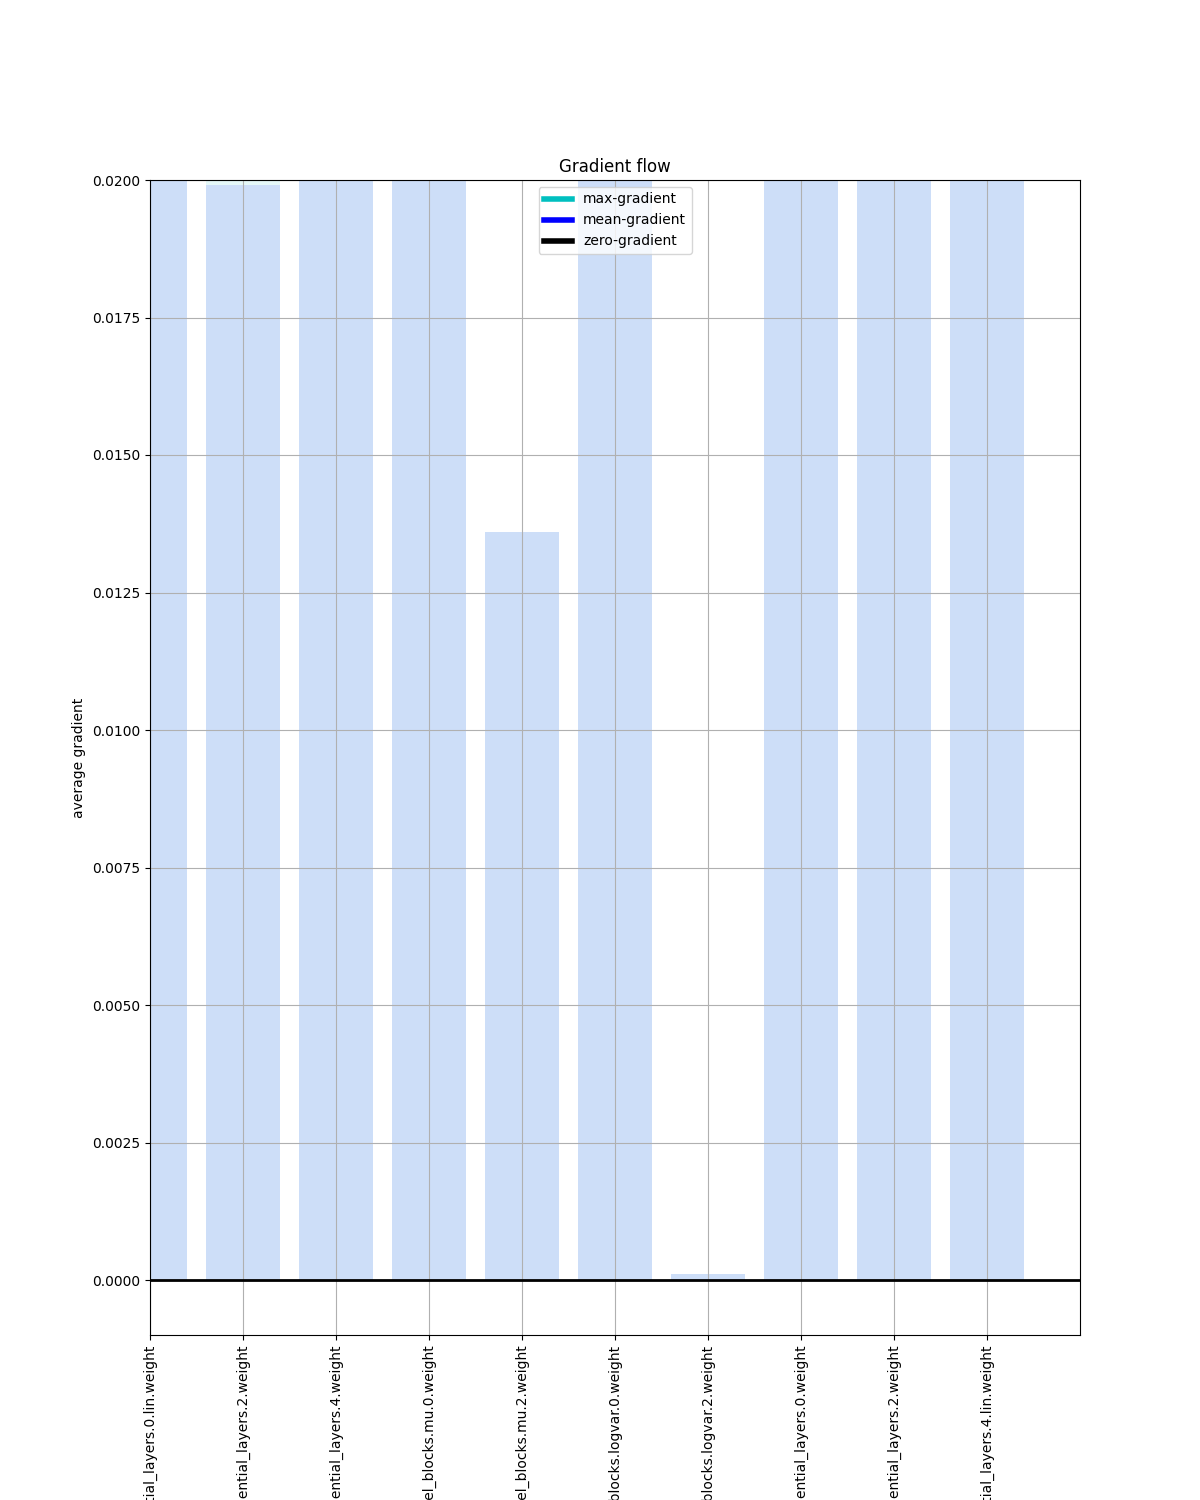 Gradient flow
max-gradient
mean-gradient
zero-gradient
0.0200
0.0175
0.0150
0.0125
0.0100
0.0075
0.0050
0.0025
0.0000
average gradient
tial_layers.0.lin.weight
ential_layers.2.weight
ential_layers.4.weight
el_blocks.mu.0.weight
el_blocks.mu.2.weight
blocks.logvar.0.weight
blocks.logvar.2.weight
ential_layers.0.weight
ential_layers.2.weight
tial_layers.4.lin.weight